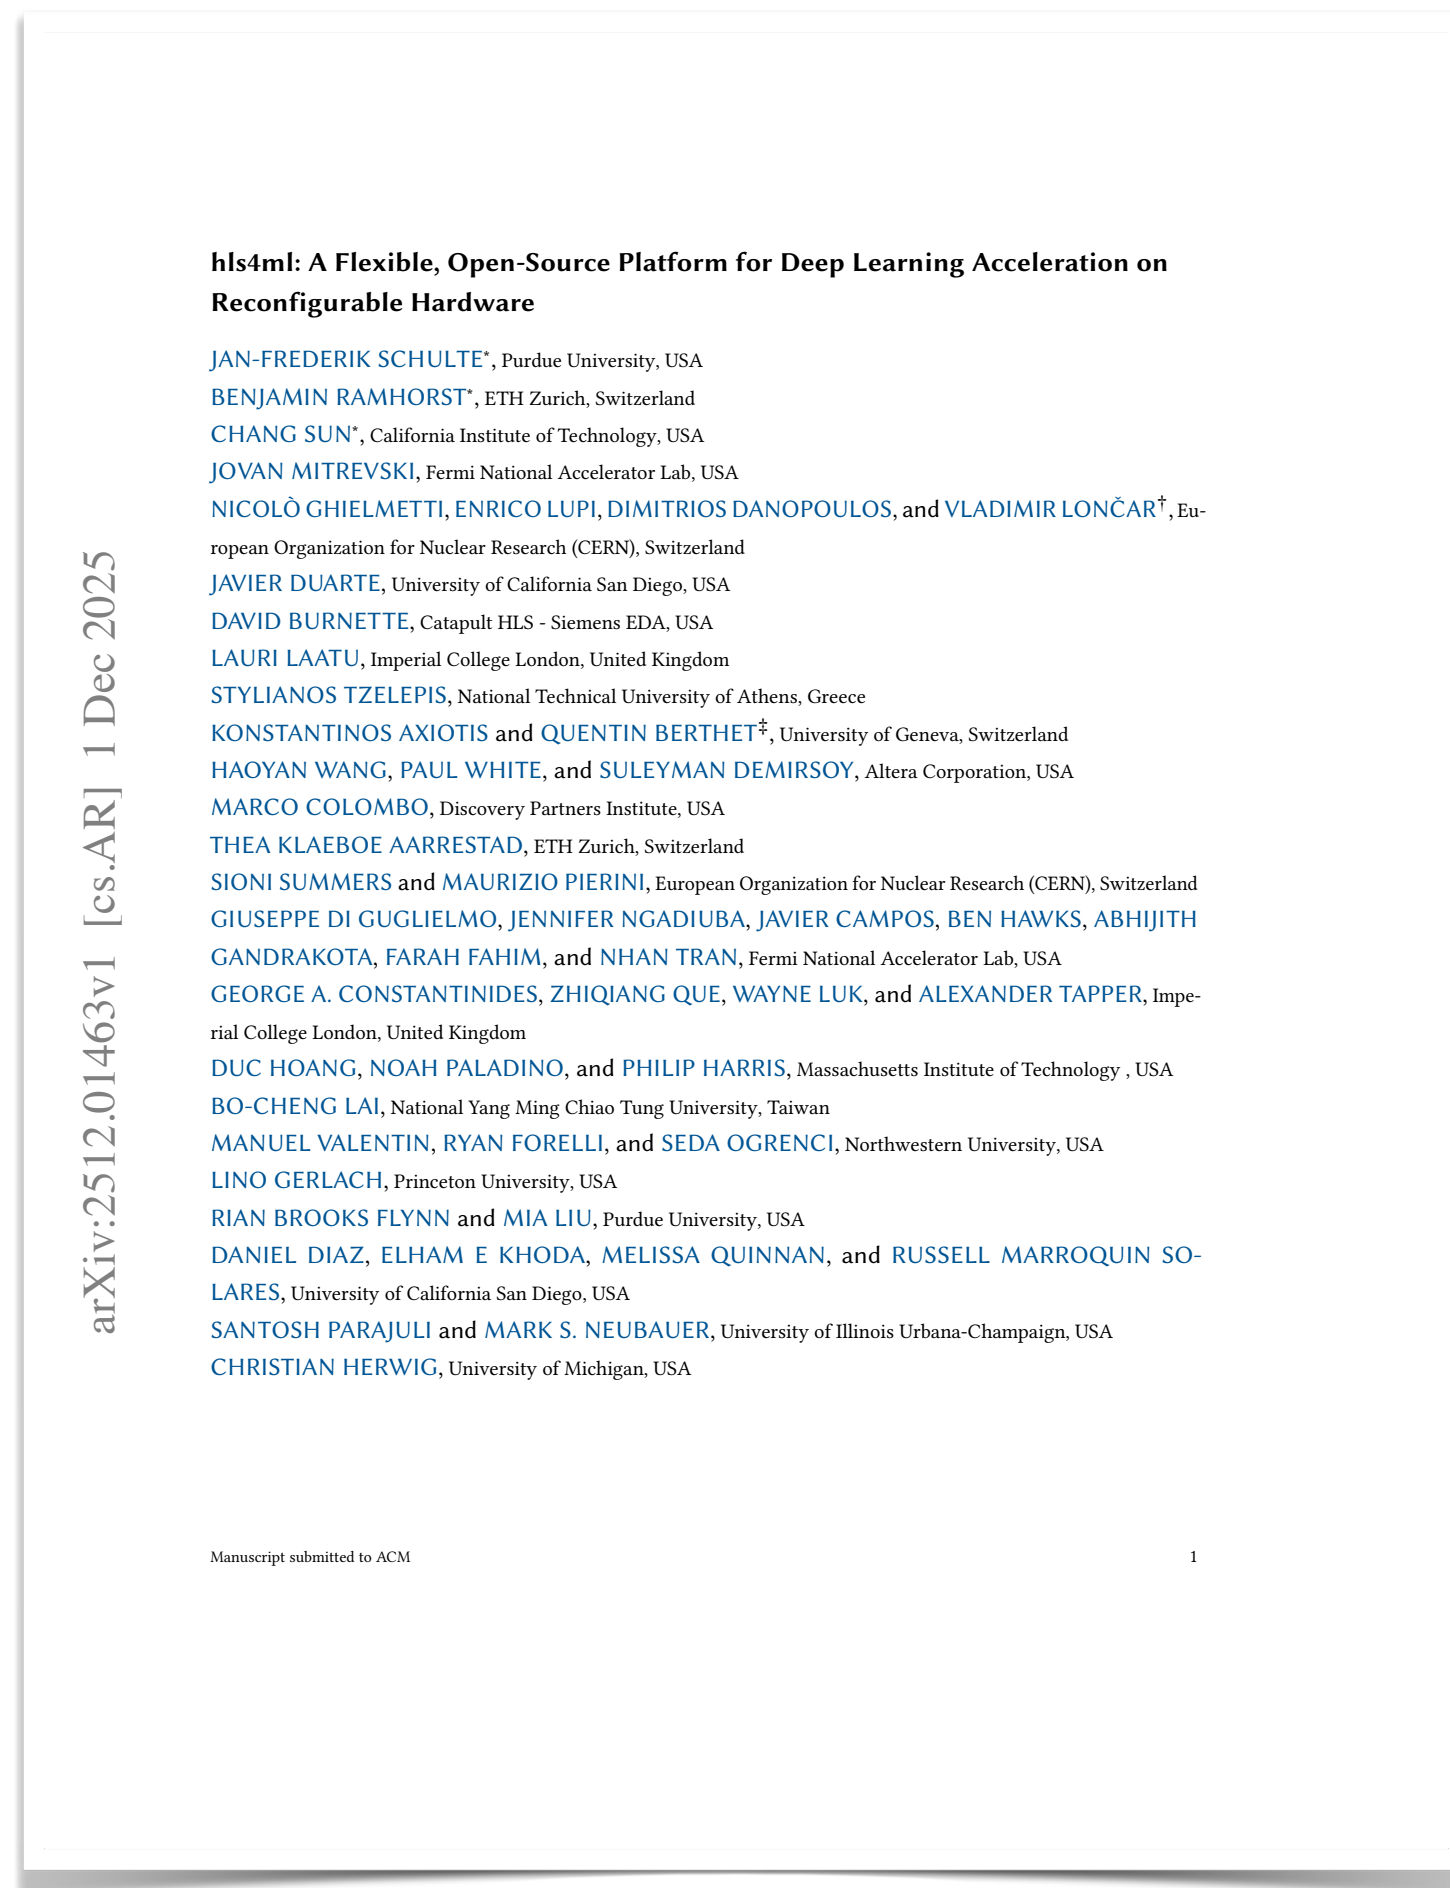 hls4ml: A Flexible, Open-Source Platform for Deep Learning Acceleration on
Reconfigurable Hardware
JAN-FREDERIK SCHULTE*, Purdue University, USA
BENJAMIN RAMHORST*, ETH Zurich, Switzerland
CHANG SUN*, California Institute of Technology, USA
JOVAN MITREVSKI, Fermi National Accelerator Lab, USA
NICOLÒ GHIELMETTI, ENRICO LUPI, DIMITRIOS DANOPOULOS, and VLADIMIR LONČAR†, Eu-
ropean Organization for Nuclear Research (CERN), Switzerland
JAVIER DUARTE, University of California San Diego, USA
DAVID BURNETTE, Catapult HLS - Siemens EDA, USA
LAURI LAATU, Imperial College London, United Kingdom
STYLIANOS TZELEPIS, National Technical University of Athens, Greece
KONSTANTINOS AXIOTIS and QUENTIN BERTHET‡, University of Geneva, Switzerland
HAOYAN WANG, PAUL WHITE, and SULEYMAN DEMIRSOY, Altera Corporation, USA
MARCO COLOMBO, Discovery Partners Institute, USA
THEA KLAEBOE AARRESTAD, ETH Zurich, Switzerland
SIONI SUMMERS and MAURIZIO PIERINI, European Organization for Nuclear Research (CERN), Switzerland
GIUSEPPE DI GUGLIELMO, JENNIFER NGADIUBA, JAVIER CAMPOS, BEN HAWKS, ABHIJITH
GANDRAKOTA, FARAH FAHIM, and NHAN TRAN, Fermi National Accelerator Lab, USA
GEORGE A. CONSTANTINIDES, ZHIQIANG QUE, WAYNE LUK, and ALEXANDER TAPPER, Impe-
rial College London, United Kingdom
DUC HOANG, NOAH PALADINO, and PHILIP HARRIS, Massachusetts Institute of Technology , USA
BO-CHENG LAI, National Yang Ming Chiao Tung University, Taiwan
MANUEL VALENTIN, RYAN FORELLI, and SEDA OGRENCI, Northwestern University, USA
LINO GERLACH, Princeton University, USA
RIAN BROOKS FLYNN and MIA LIU, Purdue University, USA
DANIEL DIAZ, ELHAM E KHODA, MELISSA QUINNAN, and RUSSELL MARROQUIN SO-
LARES, University of California San Diego, USA
SANTOSH PARAJULI and MARK S. NEUBAUER, University of Illinois Urbana-Champaign, USA
CHRISTIAN HERWIG, University of Michigan, USA
Manuscript submitted to ACM 1
arXiv:2512.01463v1 [cs.AR] 1 Dec 2025